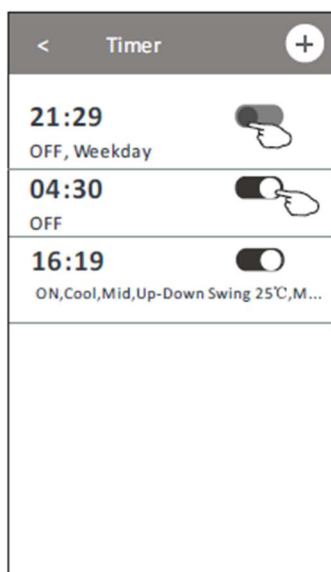 < Timer +
21:29
OFF, Weekday
04:30
OFF
16:19
ON,Cool,Mid,Up-Down Swing 25℃,M...